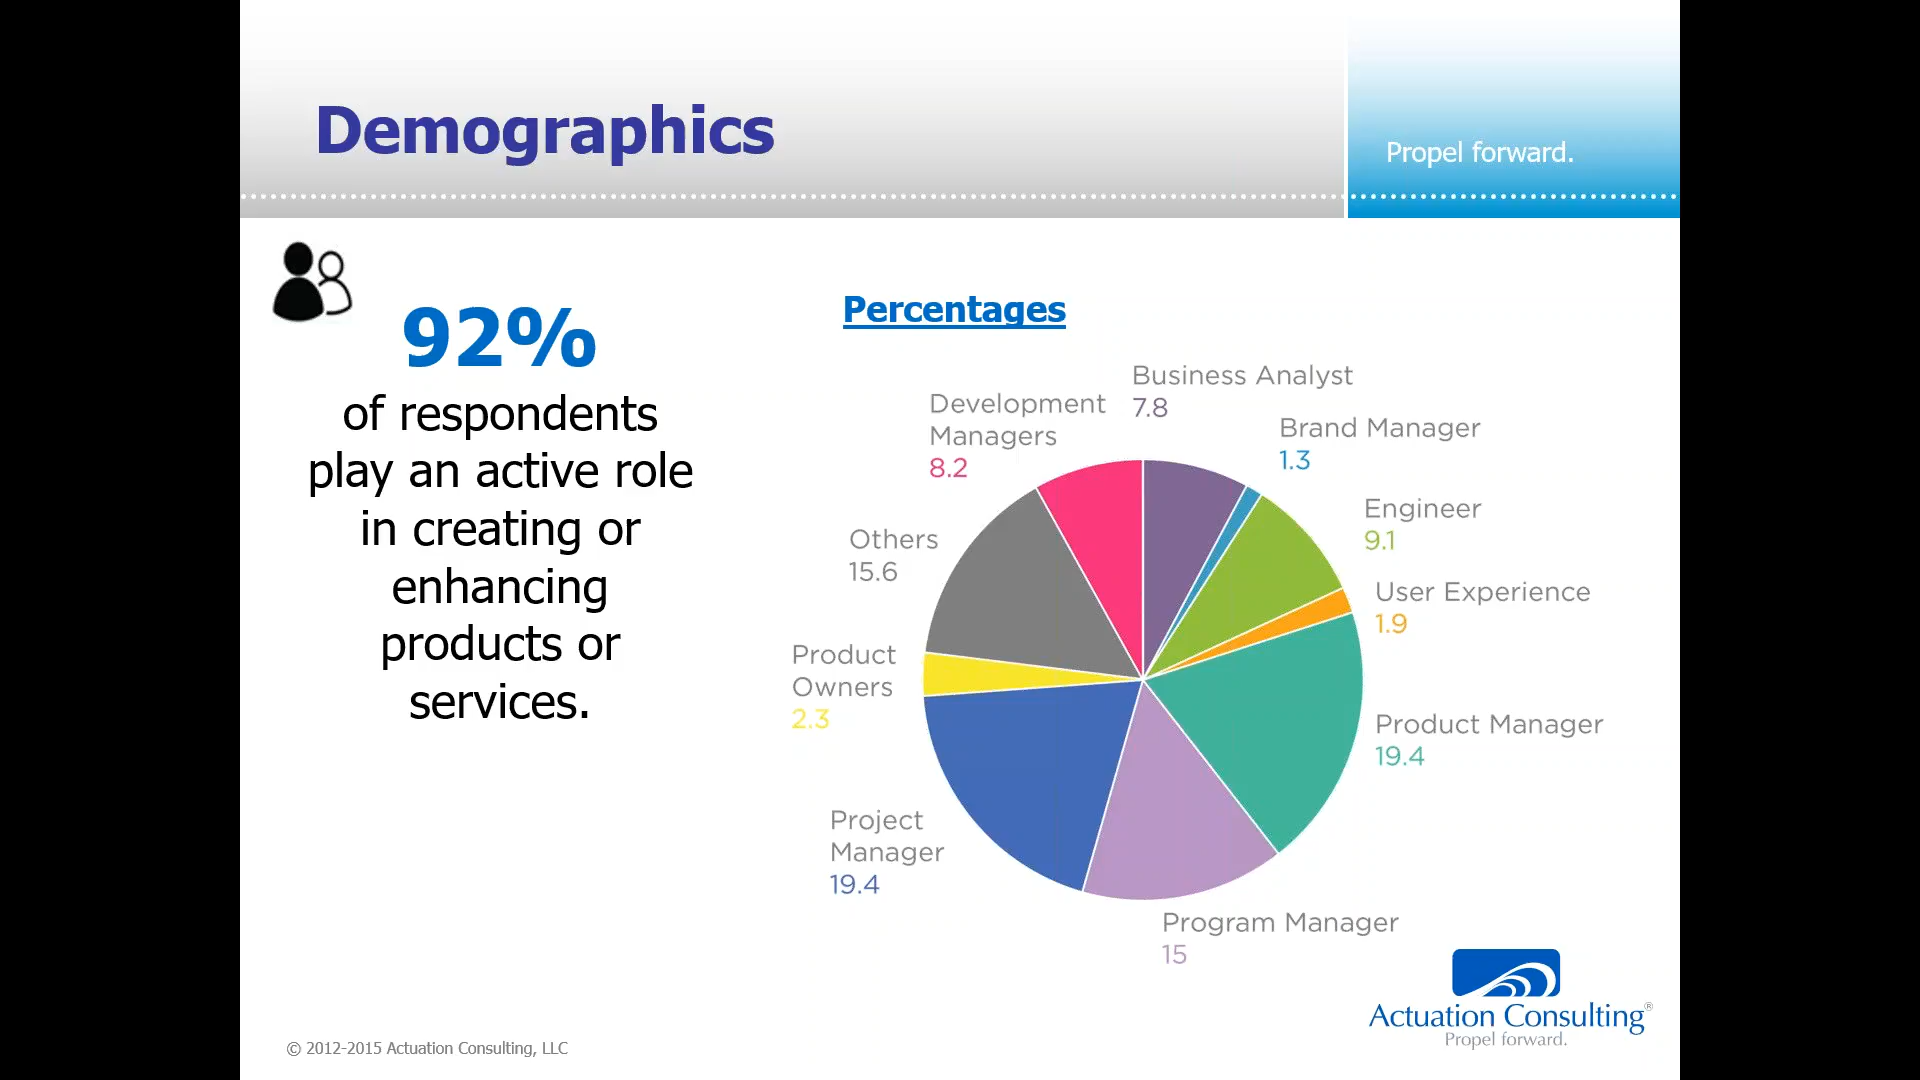 Demographics
Propel forward.
92%
of respondents
play an active role
in creating or
enhancing
products or
services.
Percentages
Business Analyst
7.8
Brand Manager
1.3
Engineer
9.1
User Experience
1.9
Product Manager
19.4
Program Manager
15
Project
Manager
19.4
Product
Owners
2.3
Others
15.6
Development
Managers
8.2
Actuation Consulting®
Propel forward.
© 2012-2015 Actuation Consulting, LLC